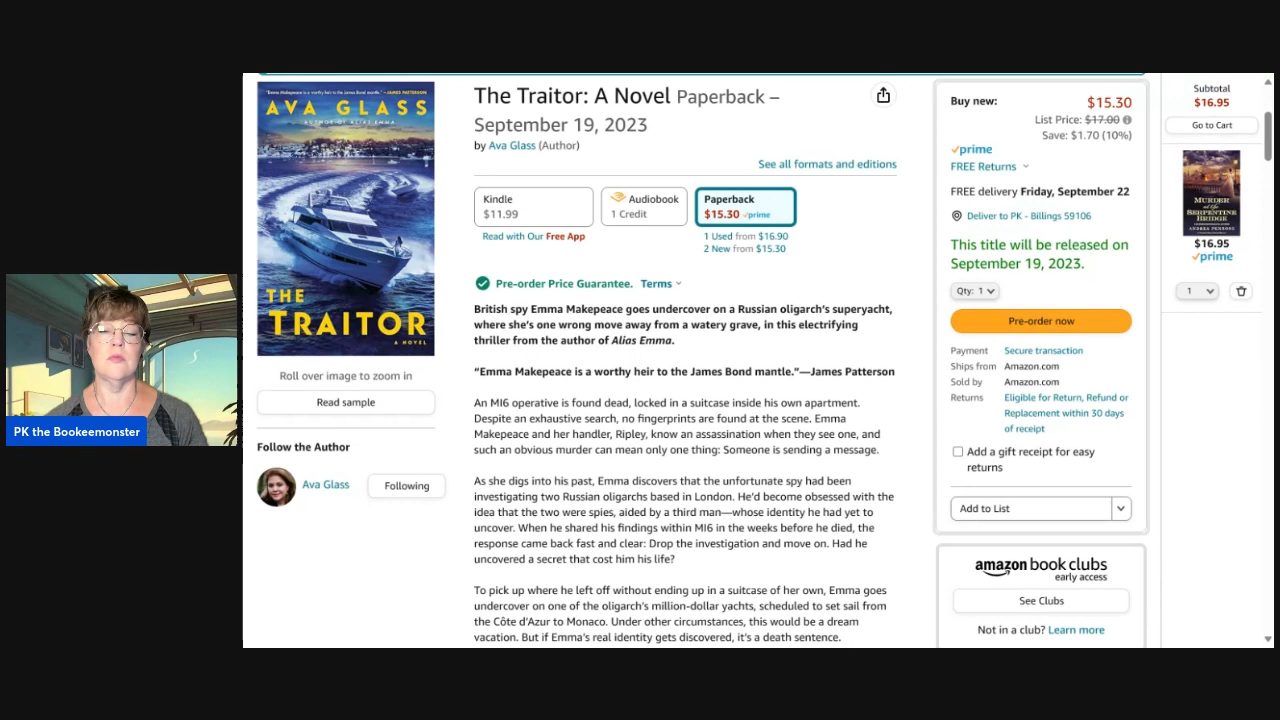 "Emma Makepeace is a worthy heir to the James Bond mantle." —JAMES PATTERSON
AVA GLASS
AUTHOR OF ALIAS EMMA
THE
TRAITOR
A NOVEL
Roll over image to zoom in
Read sample
Follow the Author
Ava Glass
Following
PK the Bookeemonster
The Traitor: A Novel Paperback –
September 19, 2023
by Ava Glass (Author)
See all formats and editions
Kindle
$11.99
Read with Our Free App
Audiobook
1 Credit
Paperback
$15.30 prime
1 Used from $16.90
2 New from $15.30
Pre-order Price Guarantee. Terms
British spy Emma Makepeace goes undercover on a Russian oligarch's superyacht,
where she's one wrong move away from a watery grave, in this electrifying
thriller from the author of Alias Emma.
“Emma Makepeace is a worthy heir to the James Bond mantle.”—James Patterson
An MI6 operative is found dead, locked in a suitcase inside his own apartment.
Despite an exhaustive search, no fingerprints are found at the scene. Emma
Makepeace and her handler, Ripley, know an assassination when they see one, and
such an obvious murder can mean only one thing: Someone is sending a message.
As she digs into his past, Emma discovers that the unfortunate spy had been
investigating two Russian oligarchs based in London. He'd become obsessed with the
idea that the two were spies, aided by a third man—whose identity he had yet to
uncover. When he shared his findings within MI6 in the weeks before he died, the
response came back fast and clear: Drop the investigation and move on. Had he
uncovered a secret that cost him his life?
To pick up where he left off without ending up in a suitcase of her own, Emma goes
undercover on one of the oligarch's million-dollar yachts, scheduled to set sail from
the Côte d'Azur to Monaco. Under other circumstances, this would be a dream
vacation. But if Emma's real identity gets discovered, it's a death sentence.
Buy new: $15.30
List Price: $17.00
Save: $1.70 (10%)
prime
FREE Returns
FREE delivery Friday, September 22
Deliver to PK - Billings 59106
This title will be released on
September 19, 2023.
Qty: 1
Pre-order now
Payment Secure transaction
Ships from Amazon.com
Sold by Amazon.com
Returns Eligible for Return, Refund or
Replacement within 30 days
of receipt
Add a gift receipt for easy
returns
Add to List
amazon book clubs
early access
See Clubs
Not in a club? Learn more
Subtotal
$16.95
Go to Cart
MURDER
at the
SERPENTINE
BRIDGE
ANDREA PENROSE
$16.95
prime
1